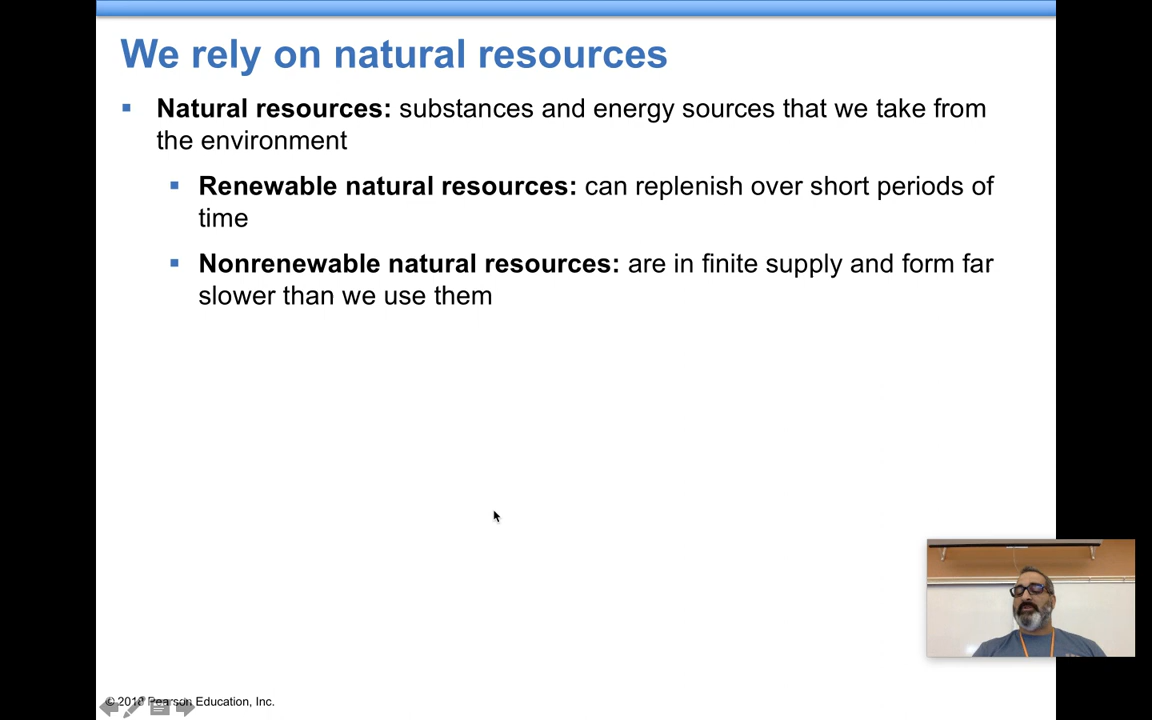 We rely on natural resources
Natural resources: substances and energy sources that we take from
the environment
Renewable natural resources: can replenish over short periods of
time
Nonrenewable natural resources: are in finite supply and form far
slower than we use them
© 2018 Pearson Education, Inc.